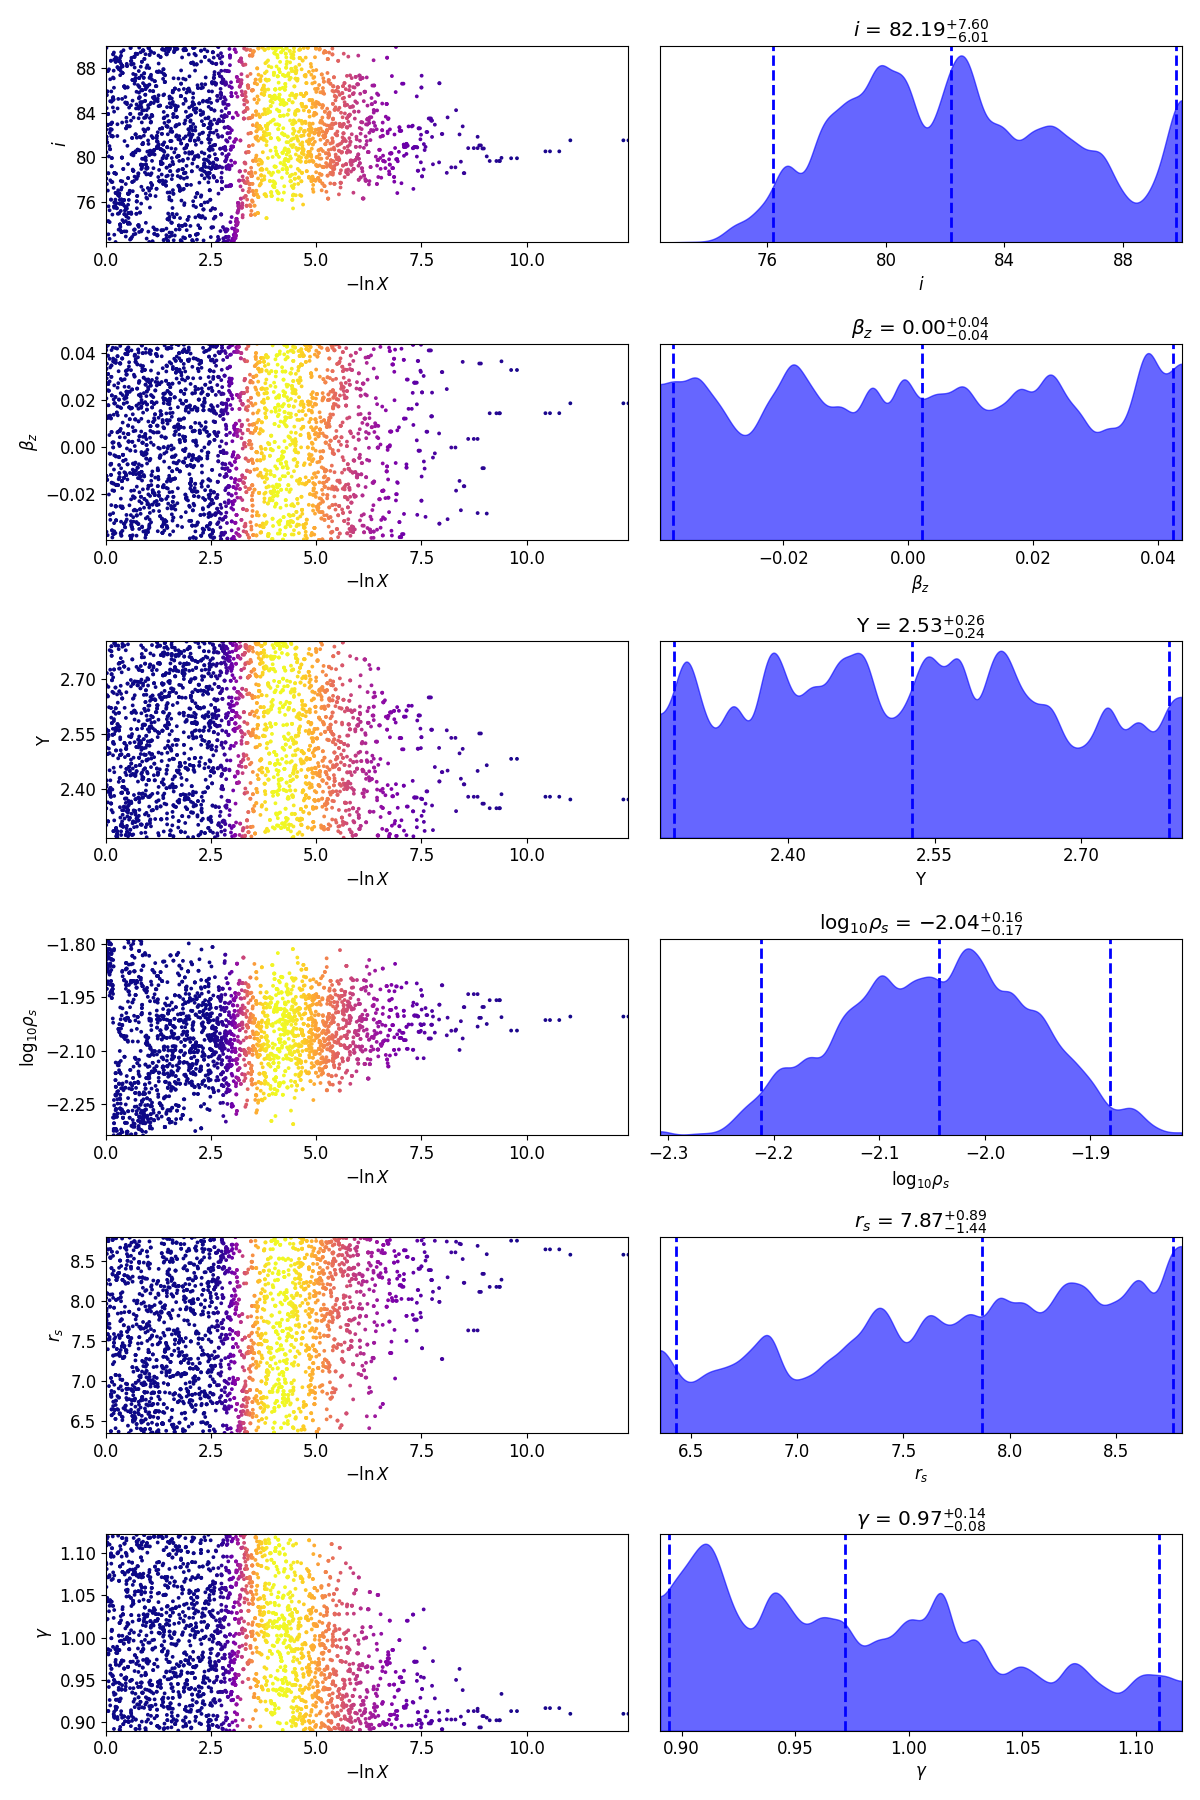 i = 82.19+7.60 −6.01
88
84
80
76
i
0.0 2.5 5.0 7.5 10.0
−ln X
76 80 84 88
i
βz = 0.00+0.04 −0.04
0.04
0.02
0.00
−0.02
βz
0.0 2.5 5.0 7.5 10.0
−ln X
−0.02 0.00 0.02 0.04
βz
Y = 2.53+0.26 −0.24
2.70
2.55
2.40
Y
0.0 2.5 5.0 7.5 10.0
−ln X
2.40 2.55 2.70
Y
log10ρs = −2.04+0.16 −0.17
−1.80
−1.95
−2.10
−2.25
log10ρs
0.0 2.5 5.0 7.5 10.0
−ln X
−2.3 −2.2 −2.1 −2.0 −1.9
log10ρs
rs = 7.87+0.89 −1.44
8.5
8.0
7.5
7.0
6.5
rs
0.0 2.5 5.0 7.5 10.0
−ln X
6.5 7.0 7.5 8.0 8.5
rs
γ = 0.97+0.14 −0.08
1.10
1.05
1.00
0.95
0.90
γ
0.0 2.5 5.0 7.5 10.0
−ln X
0.90 0.95 1.00 1.05 1.10
γ